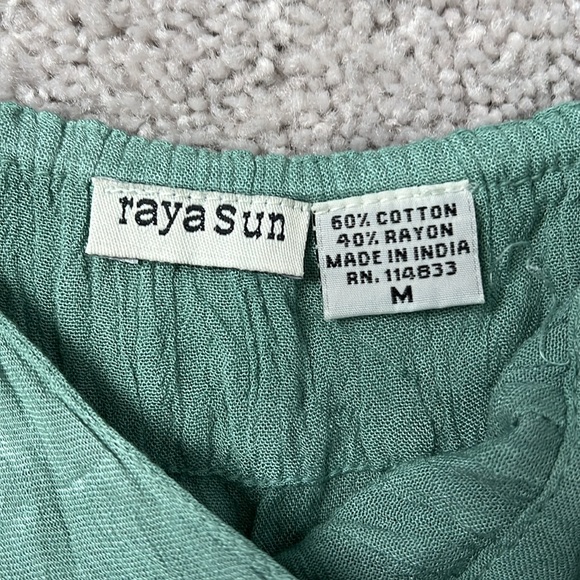 raya sun
60% COTTON
40% RAYON
MADE IN INDIA
RN. 114833
M